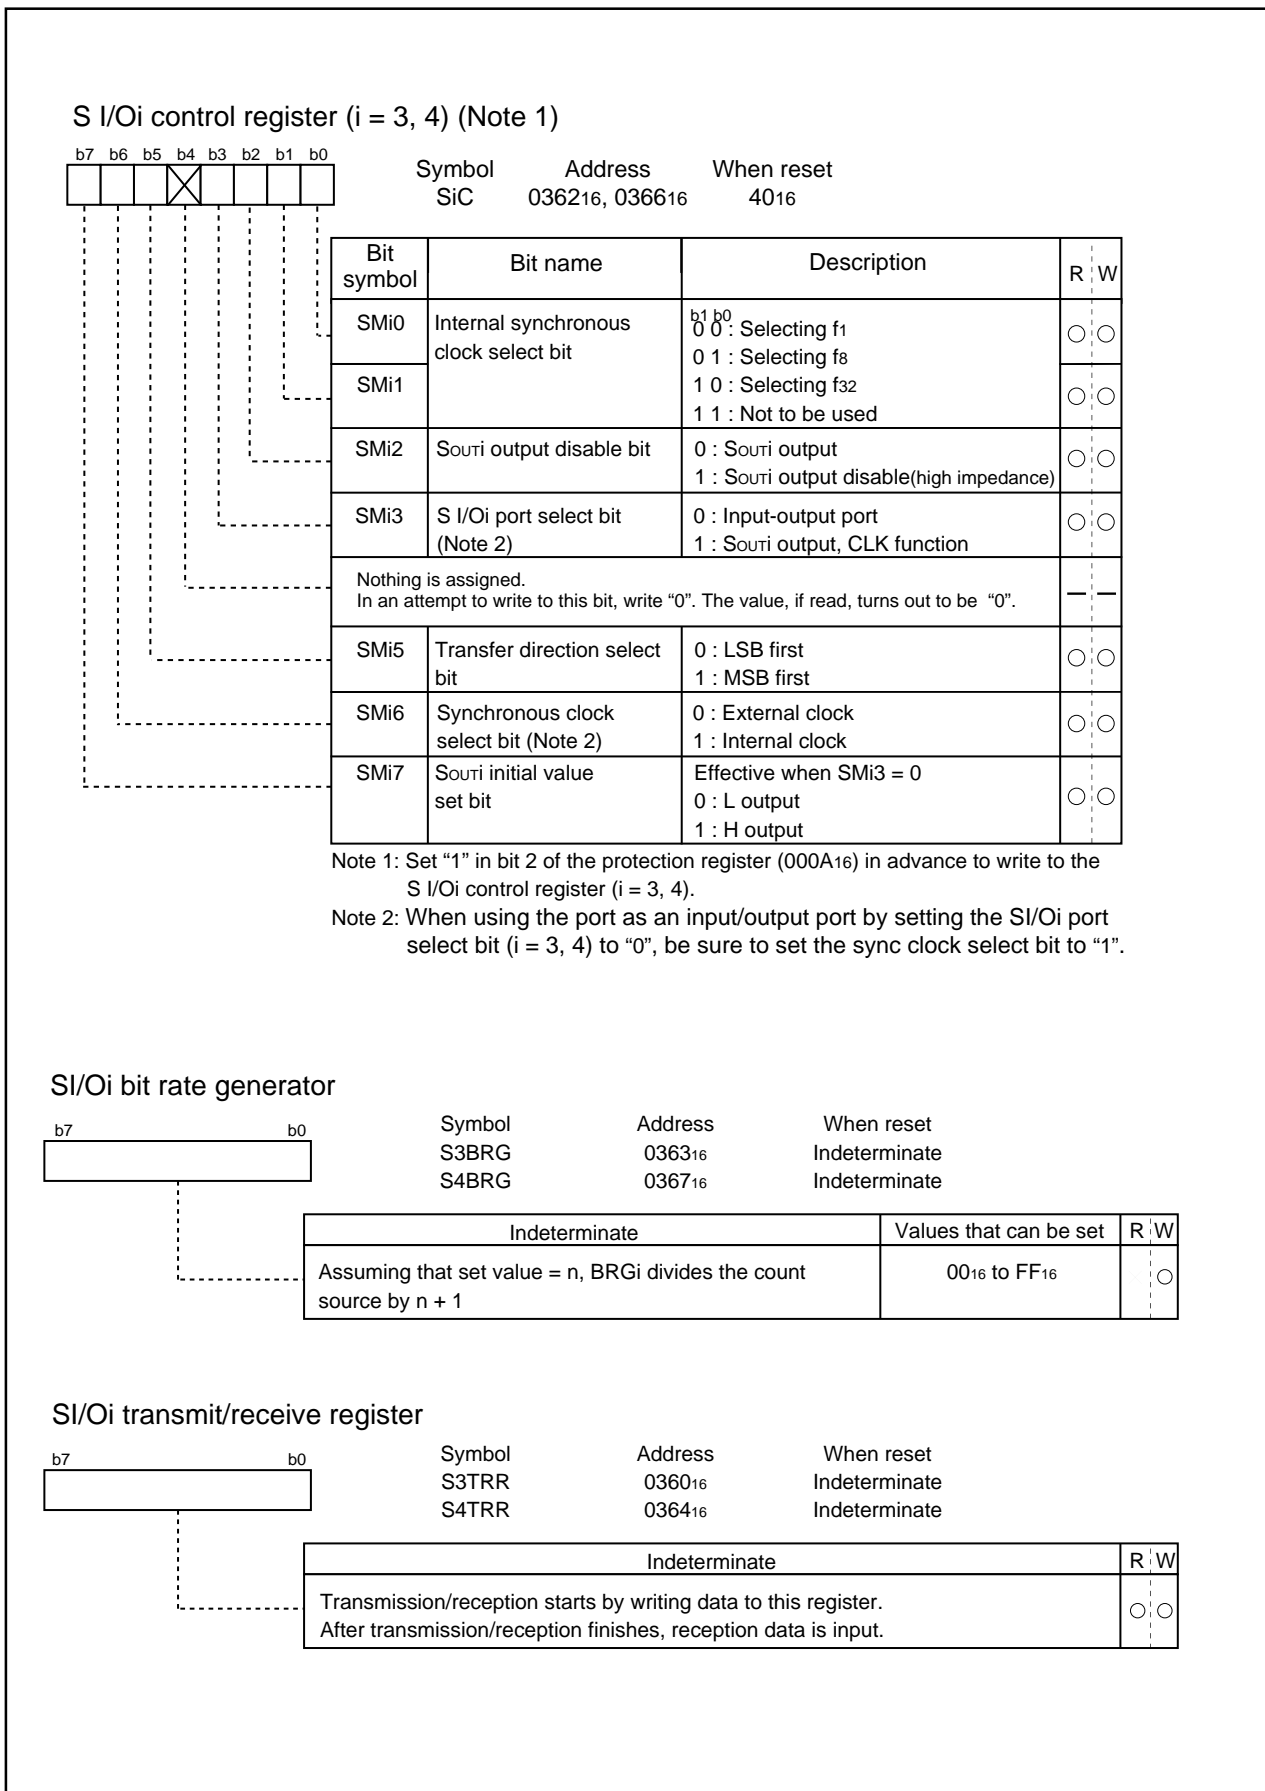 S I/Oi control register (i = 3, 4) (Note 1)
b7 b6 b5 b4 b3 b2 b1 b0
Symbol Address When reset
SiC 036216, 036616 4016
Bit symbol Bit name Description R W
SMi0 Internal synchronous clock select bit
b1 b0
0 0 : Selecting f1
0 1 : Selecting f8
SMi1 1 0 : Selecting f32
1 1 : Not to be used
SMi2 SOUTi output disable bit 0 : SOUTi output
1 : SOUTi output disable(high impedance)
SMi3 S I/Oi port select bit 0 : Input-output port
(Note 2) 1 : SOUTi output, CLK function
Nothing is assigned.
In an attempt to write to this bit, write “0”. The value, if read, turns out to be “0”.
SMi5 Transfer direction select 0 : LSB first
bit 1 : MSB first
SMi6 Synchronous clock 0 : External clock
select bit (Note 2) 1 : Internal clock
SMi7 SOUTi initial value Effective when SMi3 = 0
set bit 0 : L output
1 : H output
Note 1: Set “1” in bit 2 of the protection register (000A16) in advance to write to the
S I/Oi control register (i = 3, 4).
Note 2: When using the port as an input/output port by setting the SI/Oi port
select bit (i = 3, 4) to “0”, be sure to set the sync clock select bit to “1”.
SI/Oi bit rate generator
b7 b0
Symbol Address When reset
S3BRG 036316 Indeterminate
S4BRG 036716 Indeterminate
Indeterminate Values that can be set R W
Assuming that set value = n, BRGi divides the count 0016 to FF16
source by n + 1
SI/Oi transmit/receive register
b7 b0
Symbol Address When reset
S3TRR 036016 Indeterminate
S4TRR 036416 Indeterminate
Indeterminate R W
Transmission/reception starts by writing data to this register.
After transmission/reception finishes, reception data is input.